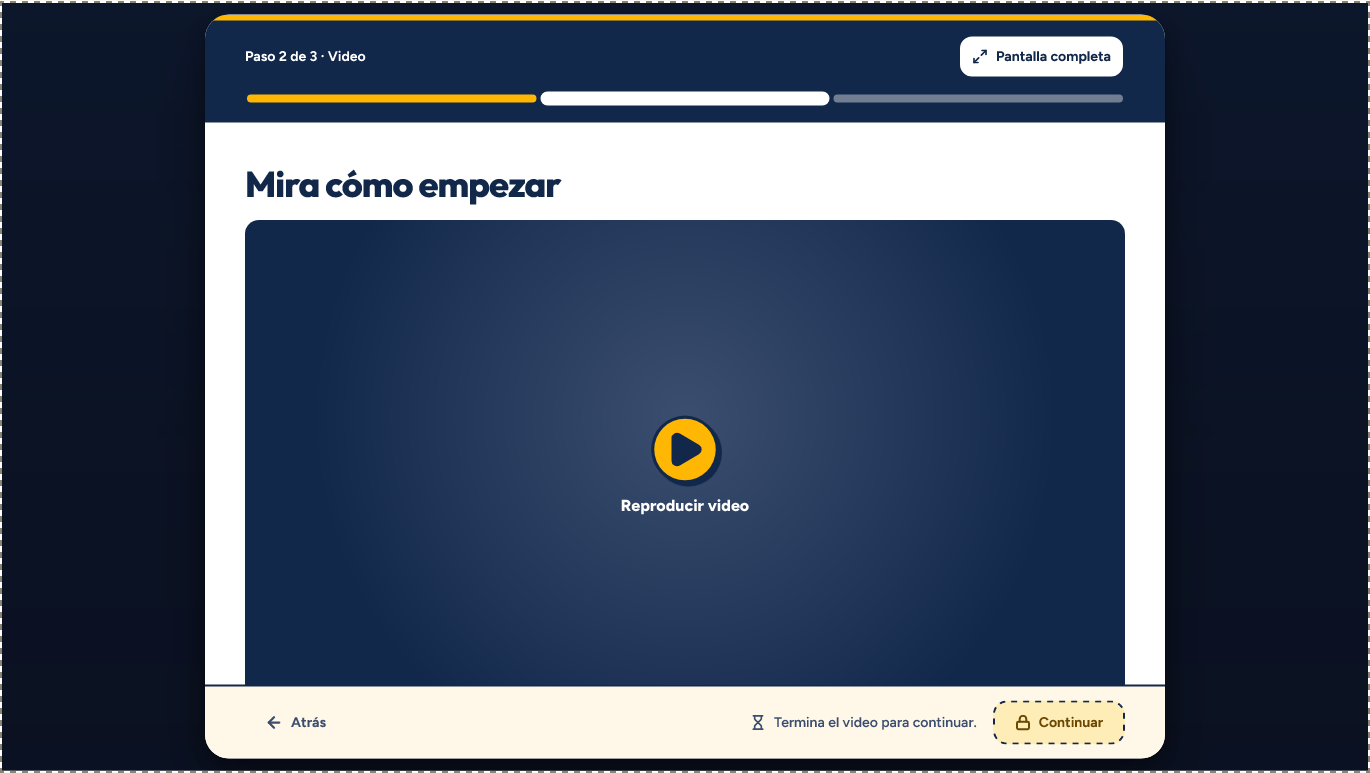 Paso 2 de 3 · Video
Pantalla completa
Mira cómo empezar
Reproducir video
Atrás
Termina el video para continuar.
Continuar